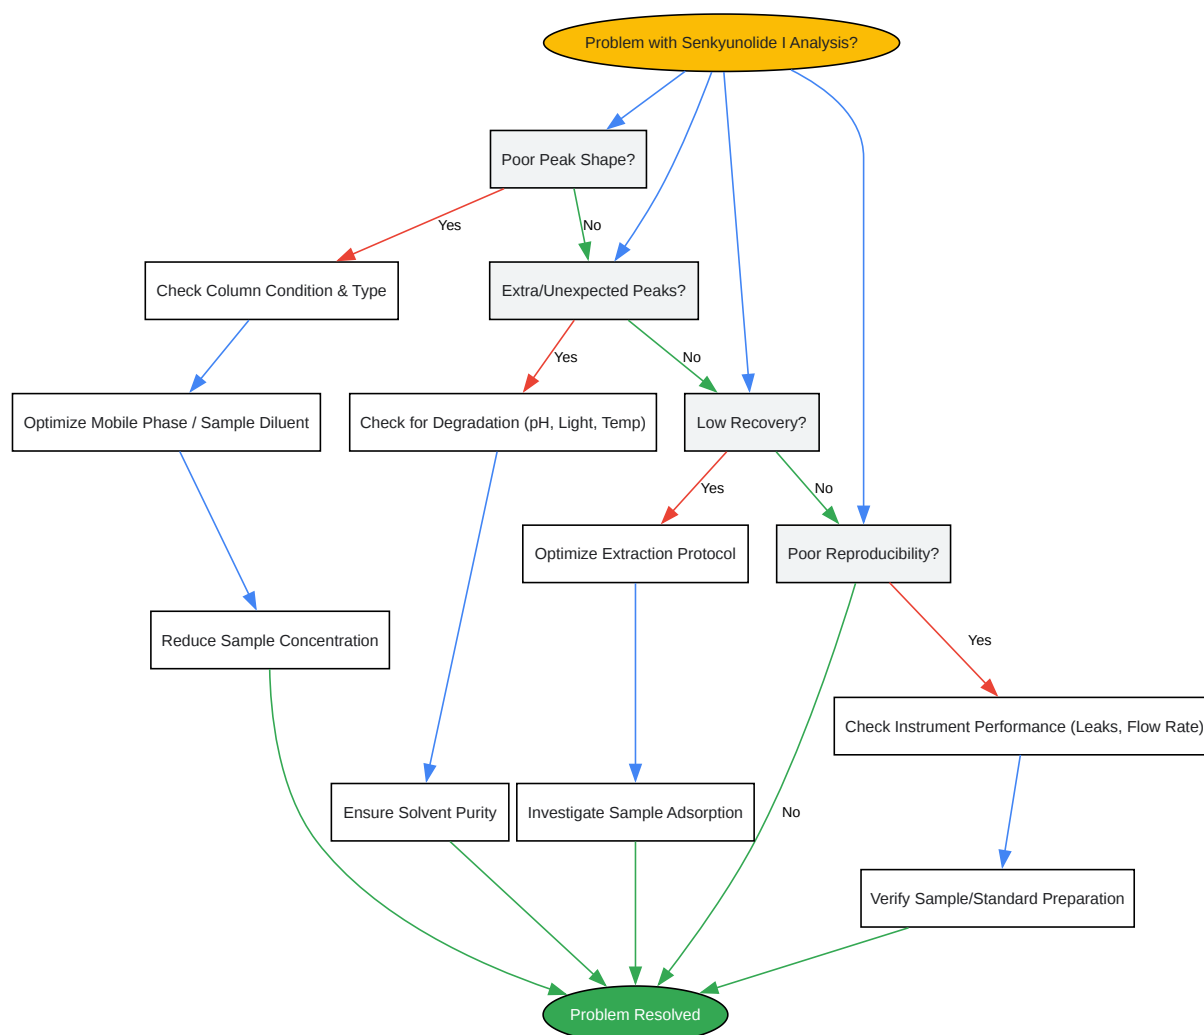 Problem with Senkyunolide I Analysis?
Poor Peak Shape?
Yes
No
Check Column Condition & Type
Extra/Unexpected Peaks?
Yes
No
Optimize Mobile Phase / Sample Diluent
Check for Degradation (pH, Light, Temp)
Low Recovery?
Yes
No
Optimize Extraction Protocol
Poor Reproducibility?
Yes
Reduce Sample Concentration
Check Instrument Performance (Leaks, Flow Rate)
Ensure Solvent Purity
Investigate Sample Adsorption
No
Verify Sample/Standard Preparation
Problem Resolved